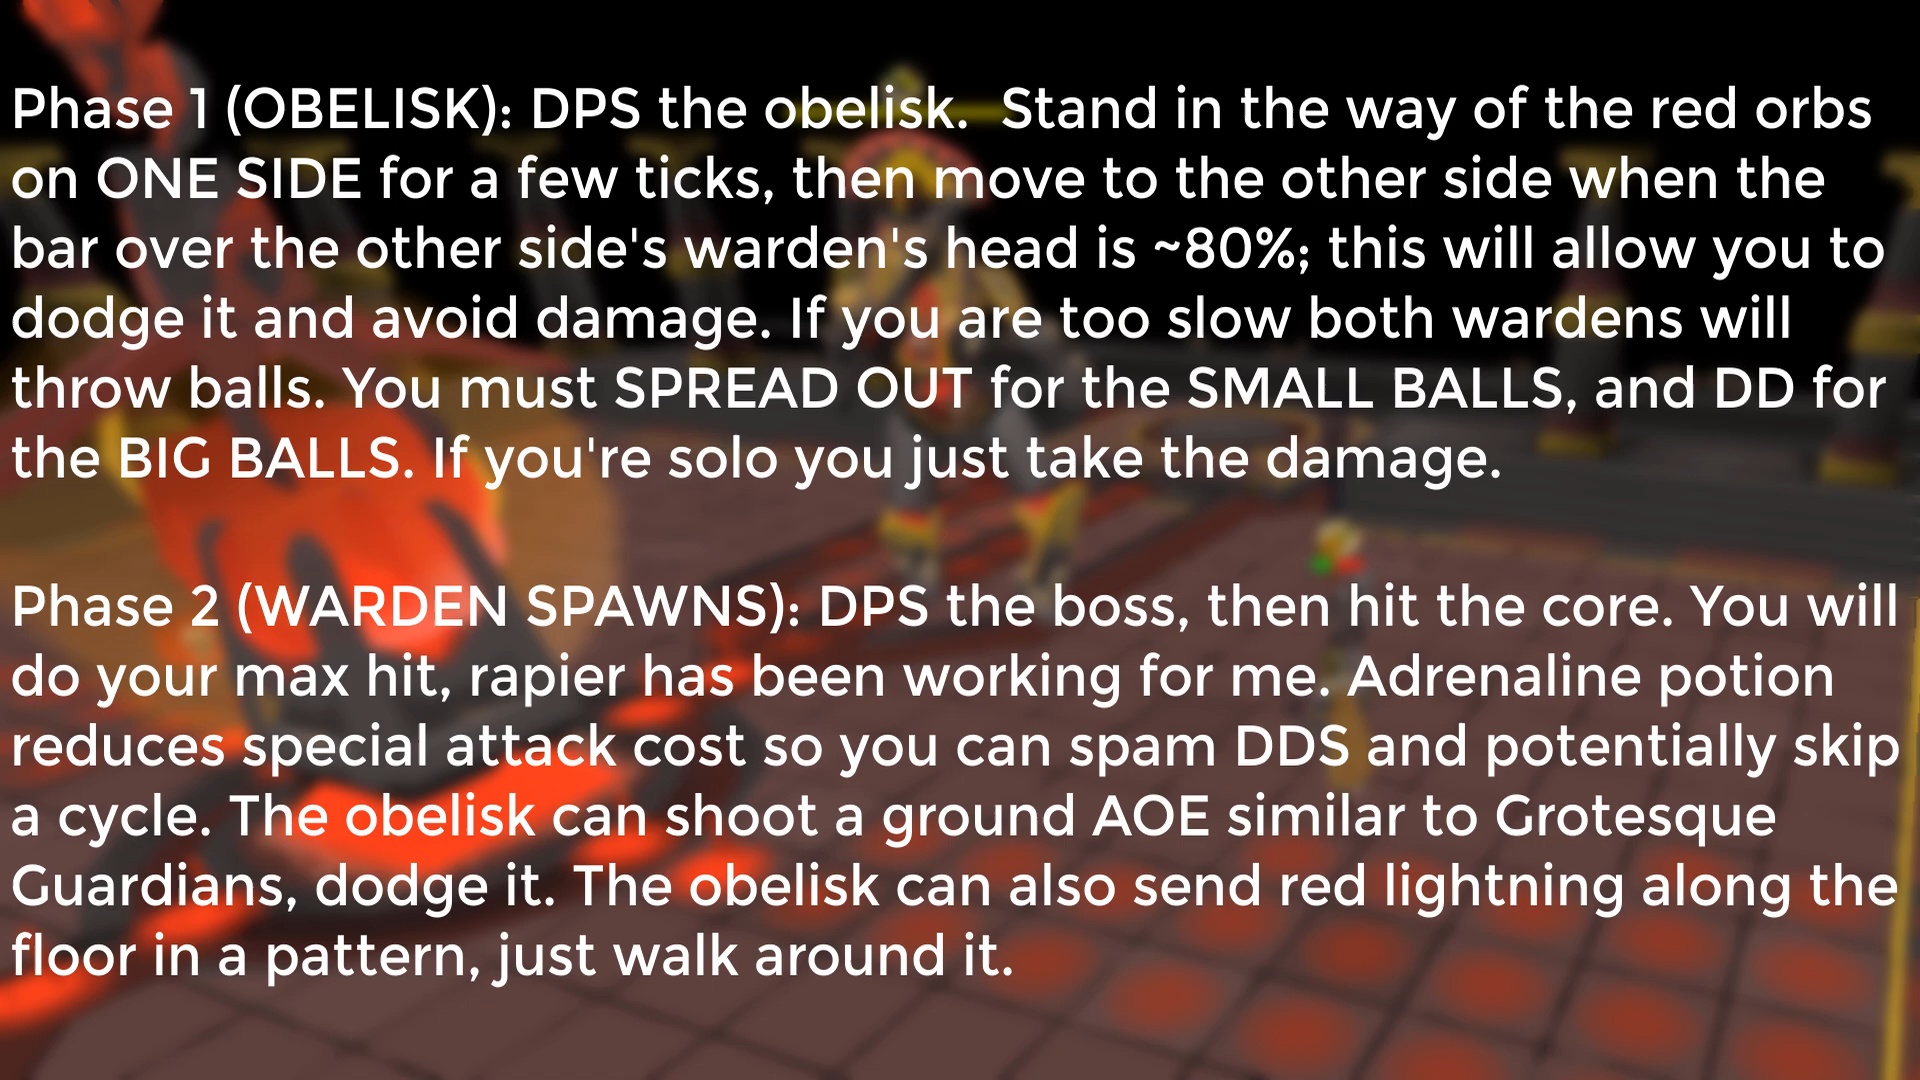 Phase 1 (OBELISK): DPS the obelisk.  Stand in the way of the red orbs
on ONE SIDE for a few ticks, then move to the other side when the
bar over the other side's warden's head is ~80%; this will allow you to
dodge it and avoid damage. If you are too slow both wardens will
throw balls. You must SPREAD OUT for the SMALL BALLS, and DD for
the BIG BALLS. If you're solo you just take the damage.
Phase 2 (WARDEN SPAWNS): DPS the boss, then hit the core. You will
do your max hit, rapier has been working for me. Adrenaline potion
reduces special attack cost so you can spam DDS and potentially skip
a cycle. The obelisk can shoot a ground AOE similar to Grotesque
Guardians, dodge it. The obelisk can also send red lightning along the
floor in a pattern, just walk around it.